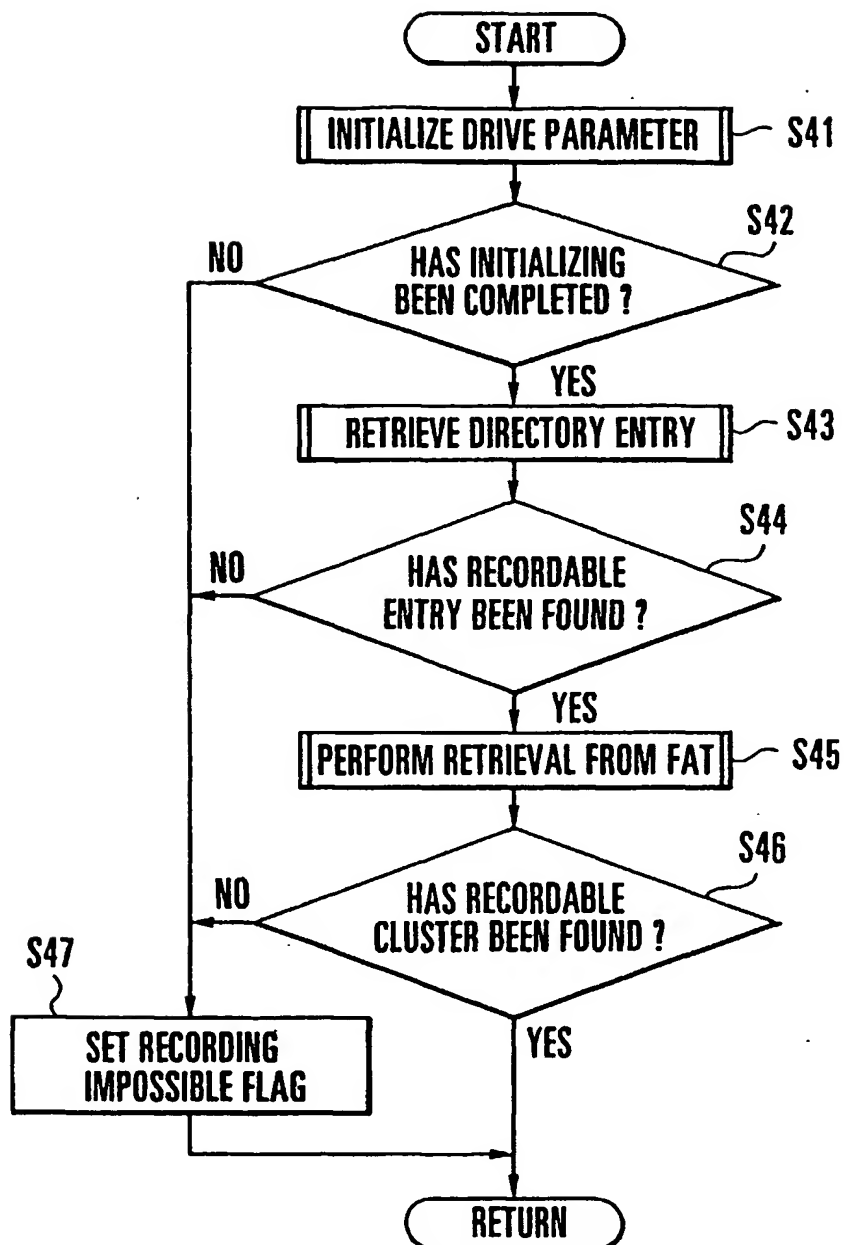 START
INITIALIZE DRIVE PARAMETER
S41
S42
NO
HAS INITIALIZING
BEEN COMPLETED ?
YES
RETRIEVE DIRECTORY ENTRY
S43
S44
NO
HAS RECORDABLE
ENTRY BEEN FOUND ?
YES
PERFORM RETRIEVAL FROM FAT
S45
S46
NO
HAS RECORDABLE
CLUSTER BEEN FOUND ?
S47
YES
SET RECORDING
IMPOSSIBLE FLAG
RETURN